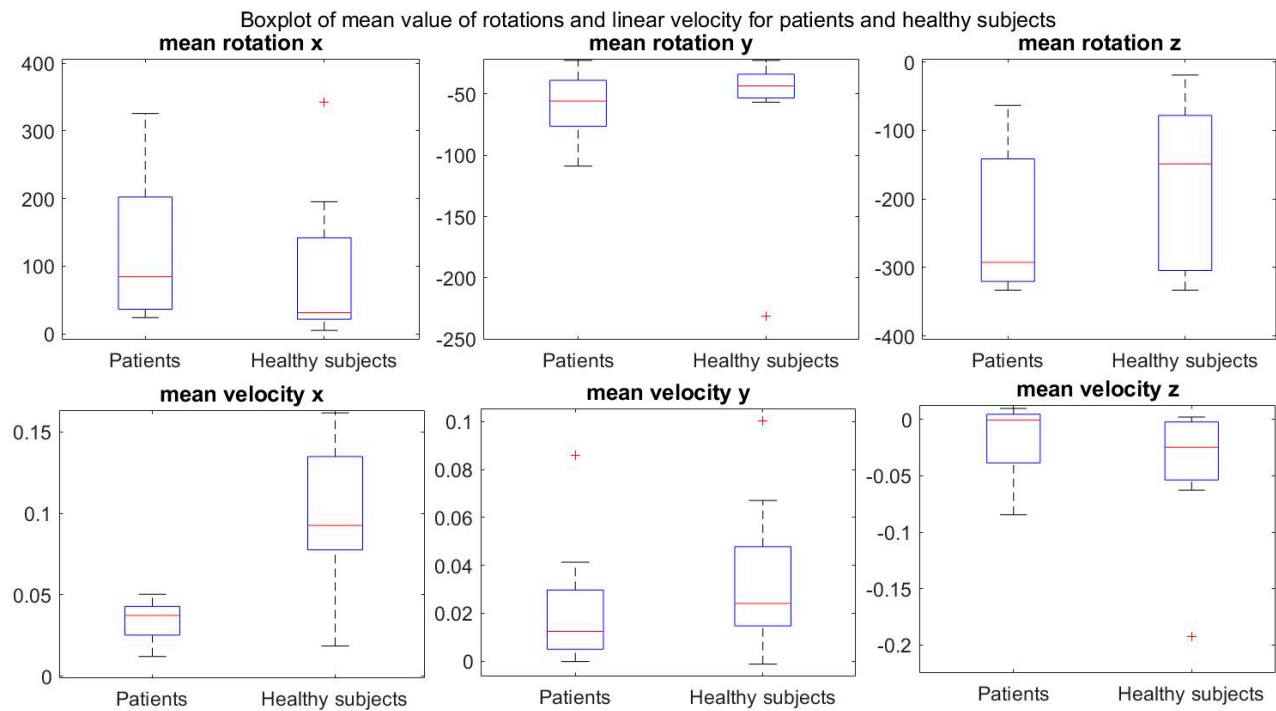 Boxplot of mean value of rotations and linear velocity for patients and healthy subjects
mean rotation x
400
300
200
100
0
Patients Healthy subjects
mean rotation y
-50
-100
-150
-200
-250
Patients Healthy subjects
mean rotation z
0
-100
-200
-300
-400
Patients Healthy subjects
mean velocity x
0.15
0.1
0.05
0
Patients Healthy subjects
mean velocity y
0.1
0.08
0.06
0.04
0.02
0
Patients Healthy subjects
mean velocity z
0
-0.05
-0.1
-0.15
-0.2
Patients Healthy subjects